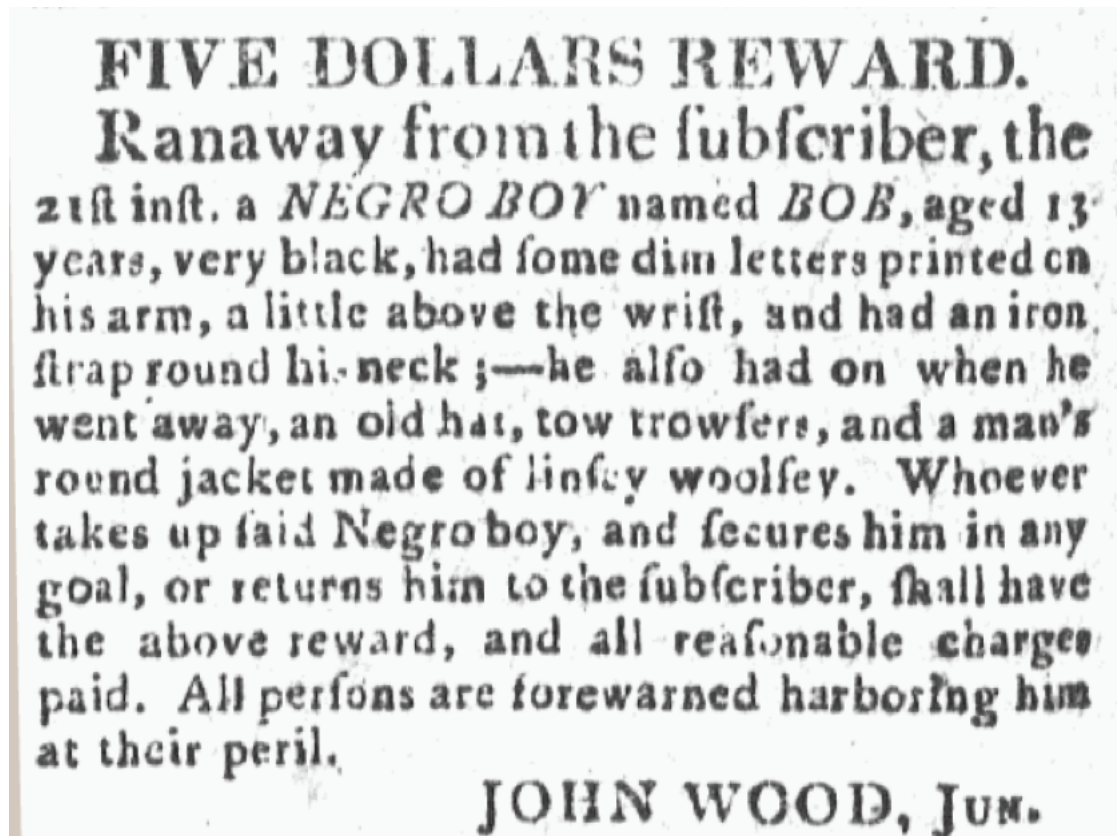 FIVE DOLLARS REWARD.
Ranaway from the ſubſcriber, the
21ſt inſt. a NEGRO BOY named BOB, aged 13
years, very black, had ſome dim letters printed on
his arm, a little above the wriſt, and had an iron
ſtrap round his neck ;—he alſo had on when he
went away, an old hat, tow trowſers, and a man's
round jacket made of linſey woolſey. Whoever
takes up ſaid Negro boy, and ſecures him in any
goal, or returns him to the ſubſcriber, ſhall have
the above reward, and all reaſonable charges
paid. All perſons are forewarned harboring him
at their peril.
JOHN WOOD, JUN.